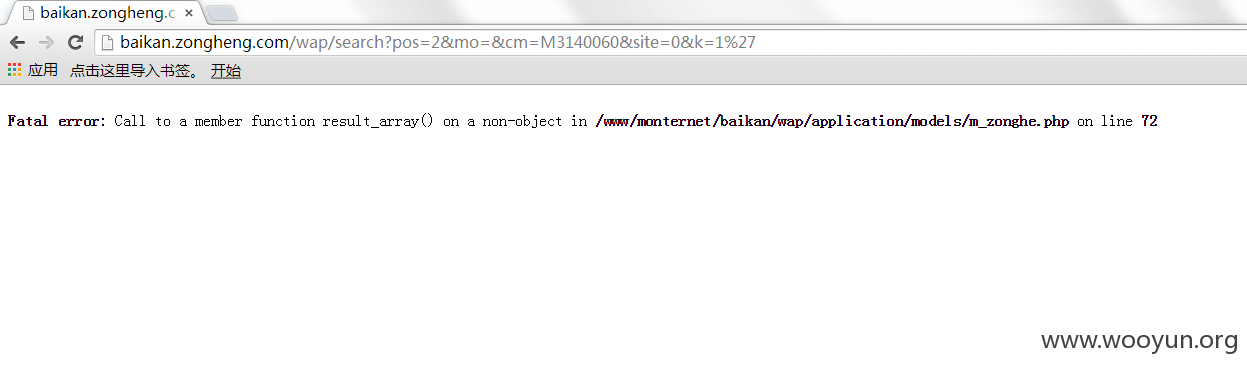 baikan.zongheng.c
baikan.zongheng.com/wap/search?pos=2&mo=&cm=M3140060&site=0&k=1%27
应用 点击这里导入书签。 开始
Fatal error: Call to a member function result_array() on a non-object in /www/monternet/baikan/wap/application/models/m_zonghe.php on line 72
www.wooyun.org